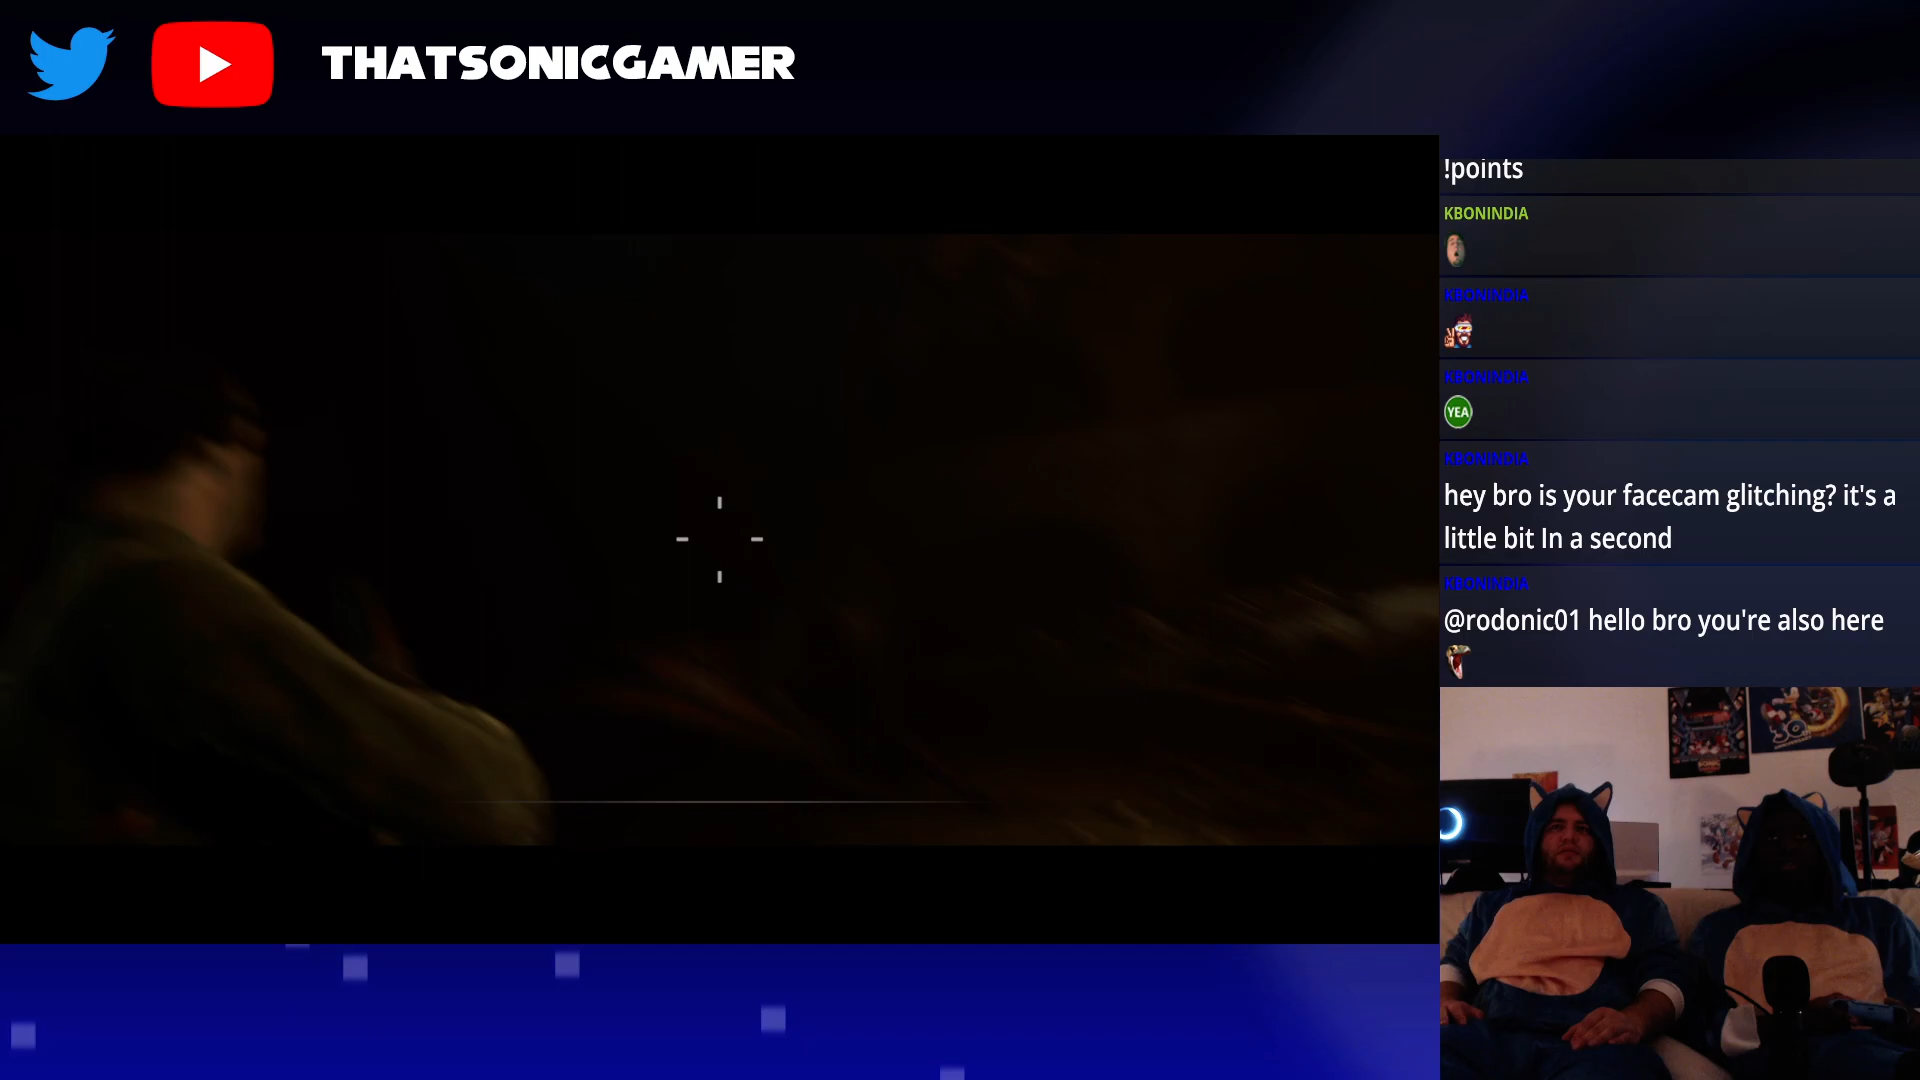 THATSONICGAMER
!points
KBONINDIA
KBONINDIA
KBONINDIA
YEA
KBONINDIA
hey bro is your facecam glitching? it's a
little bit In a second
KBONINDIA
@rodonic01 hello bro you're also here